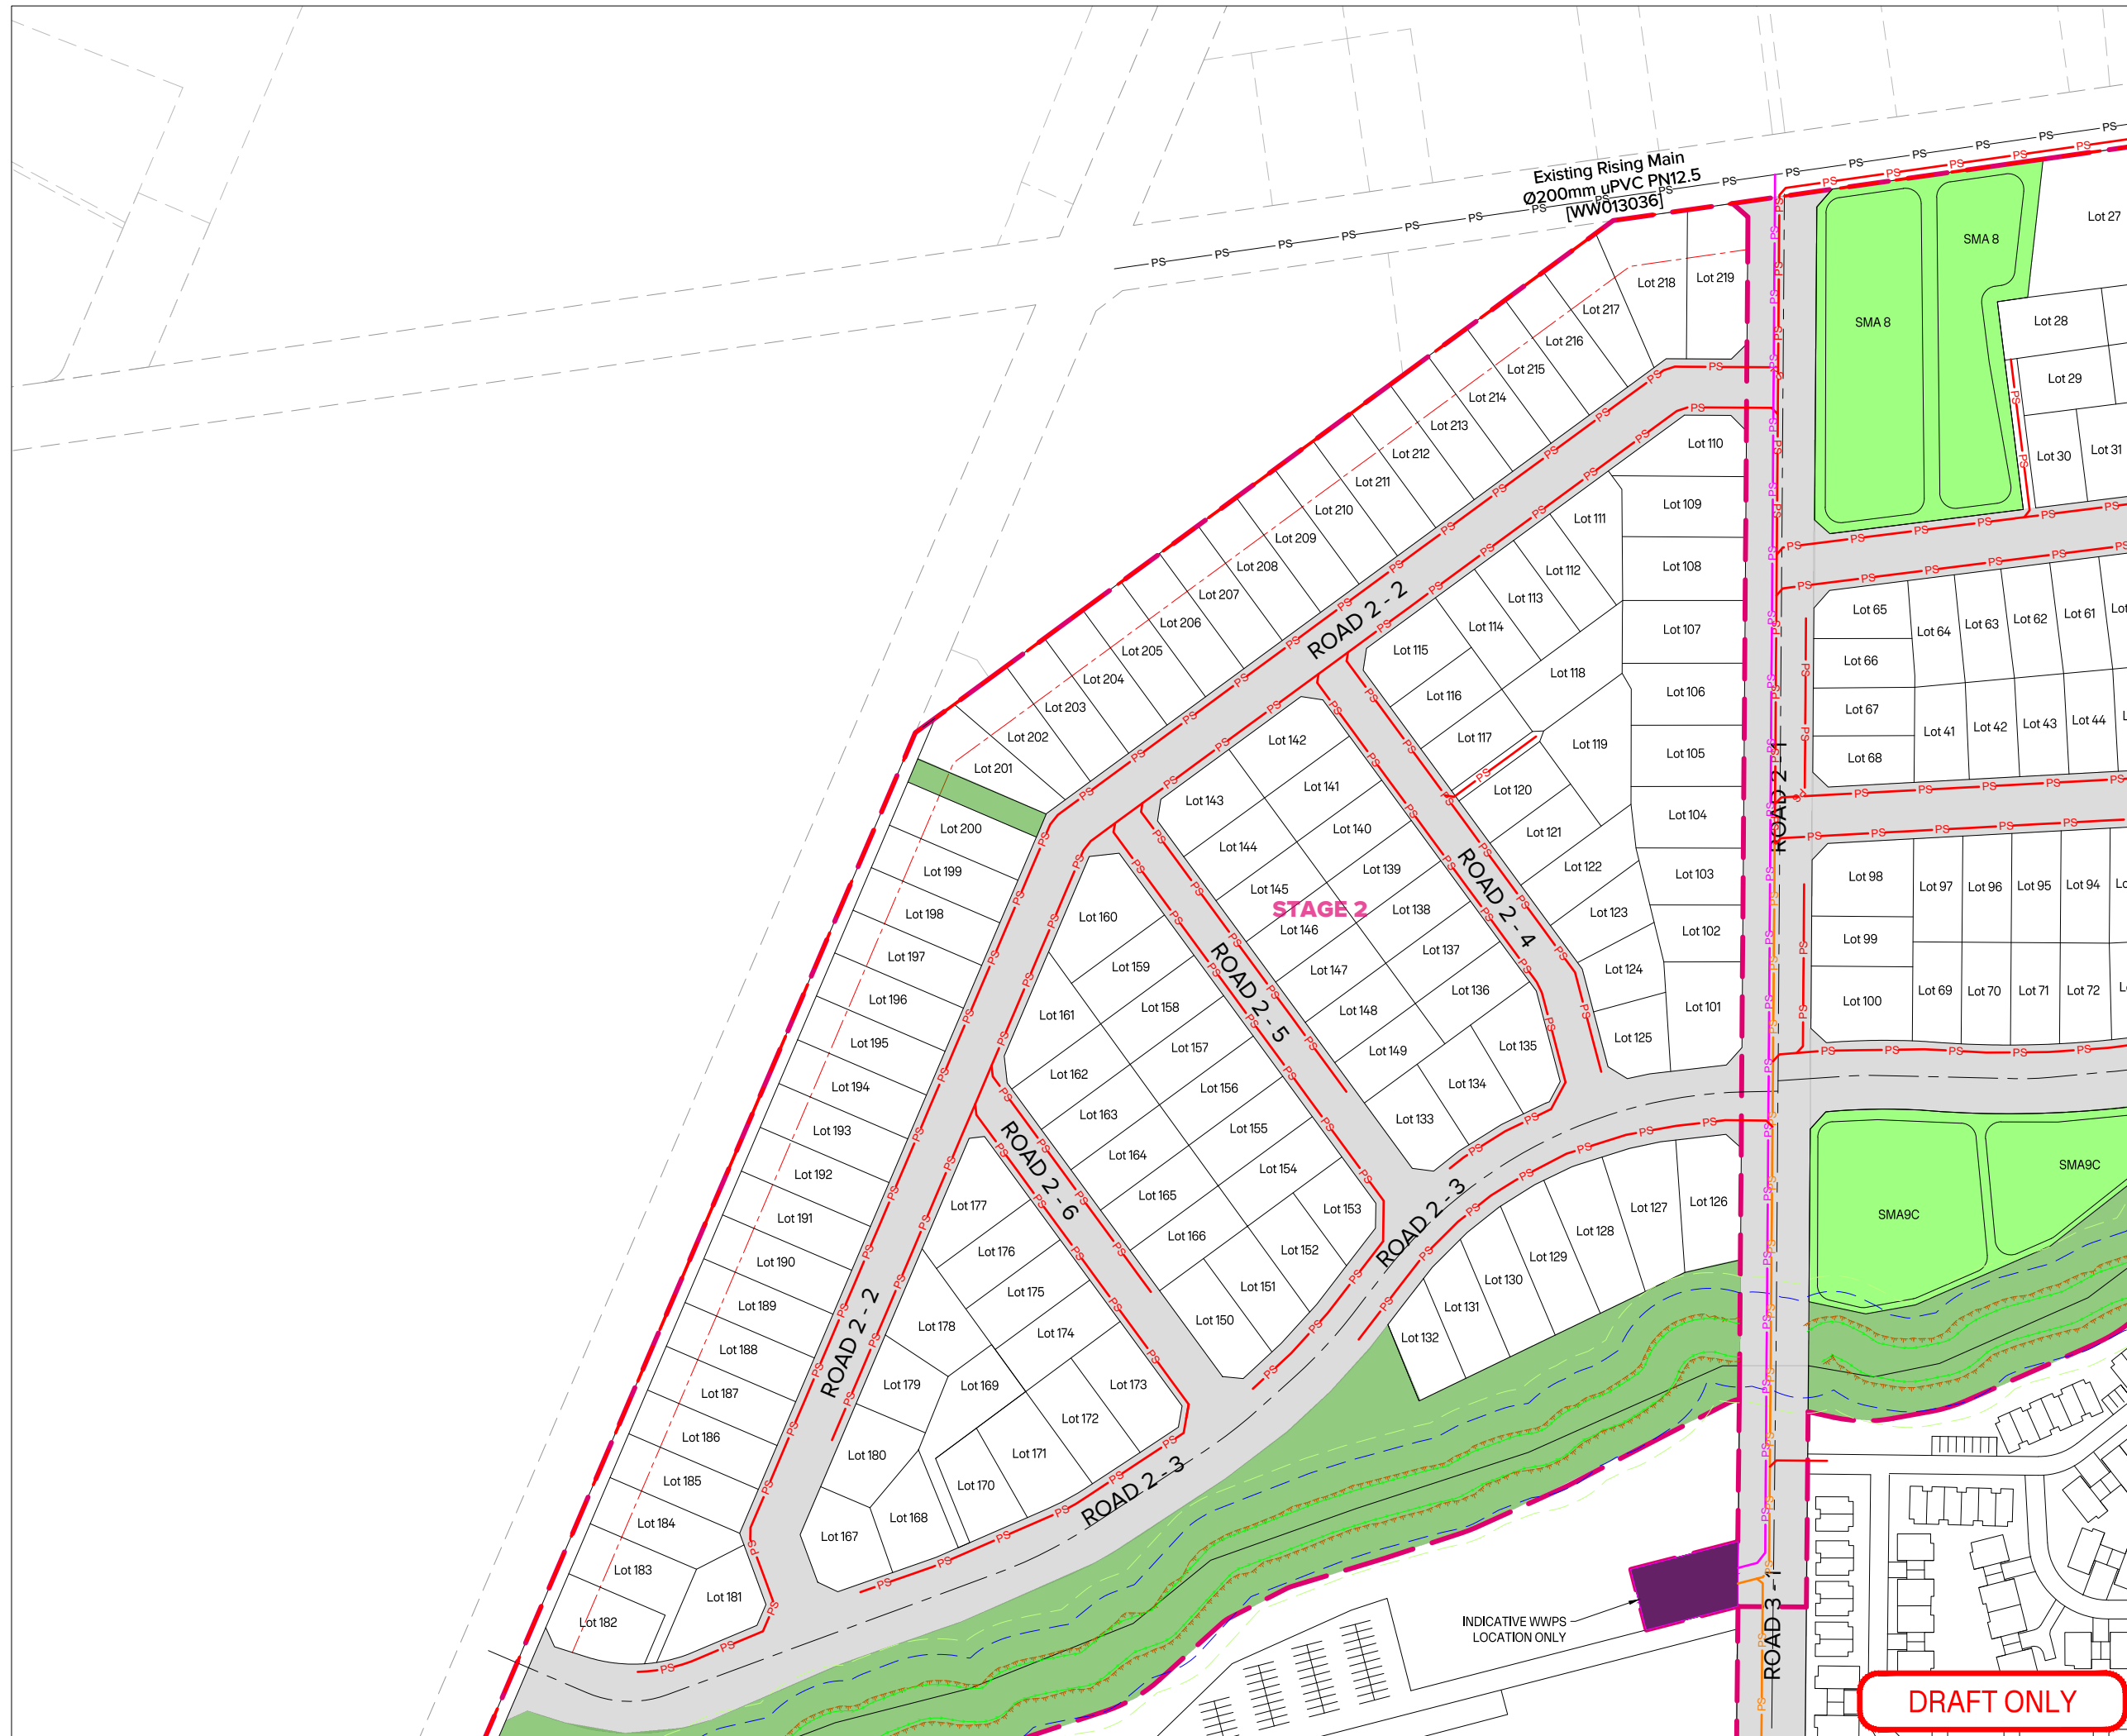 Existing Rising Main
Ø200mm uPVC PN12.5
[WW013036]
SMA 8
SMA 8
Lot 27
Lot 28
Lot 29
Lot 30
Lot 31
Lot 219
Lot 218
Lot 217
Lot 216
Lot 215
Lot 214
Lot 213
Lot 212
Lot 211
Lot 210
Lot 209
Lot 208
Lot 207
Lot 206
Lot 205
Lot 204
Lot 203
Lot 202
Lot 201
Lot 200
Lot 199
Lot 198
Lot 197
Lot 196
Lot 195
Lot 194
Lot 193
Lot 192
Lot 191
Lot 190
Lot 189
Lot 188
Lot 187
Lot 186
Lot 185
Lot 184
Lot 183
Lot 182
Lot 181
ROAD 2 - 2
Lot 110
Lot 109
Lot 108
Lot 107
Lot 106
Lot 105
Lot 104
Lot 103
Lot 102
Lot 101
Lot 111
Lot 112
Lot 113
Lot 114
Lot 115
Lot 116
Lot 117
Lot 118
Lot 119
Lot 120
Lot 121
Lot 122
Lot 123
Lot 124
Lot 125
ROAD 2 - 4
Lot 142
Lot 141
Lot 140
Lot 139
Lot 138
Lot 137
Lot 136
Lot 135
Lot 134
Lot 133
Lot 143
Lot 144
Lot 145
STAGE 2
Lot 146
Lot 147
Lot 148
Lot 149
ROAD 2 - 5
Lot 160
Lot 159
Lot 158
Lot 157
Lot 156
Lot 155
Lot 154
Lot 153
Lot 152
Lot 151
Lot 150
Lot 161
Lot 162
Lot 163
Lot 164
Lot 165
Lot 166
ROAD 2 - 6
Lot 177
Lot 176
Lot 175
Lot 174
Lot 173
Lot 172
Lot 171
Lot 170
Lot 169
Lot 178
Lot 179
Lot 180
Lot 168
Lot 167
ROAD 2 - 2
ROAD 2 - 3
ROAD 2 - 3
Lot 126
Lot 127
Lot 128
Lot 129
Lot 130
Lot 131
Lot 132
ROAD 2 - 1
Lot 65
Lot 66
Lot 67
Lot 68
Lot 64
Lot 63
Lot 62
Lot 61
Lot 41
Lot 42
Lot 43
Lot 44
Lot 98
Lot 99
Lot 100
Lot 97
Lot 96
Lot 95
Lot 94
Lot 69
Lot 70
Lot 71
Lot 72
SMA9C
SMA9C
INDICATIVE WWPS
LOCATION ONLY
ROAD 3 - 1
DRAFT ONLY